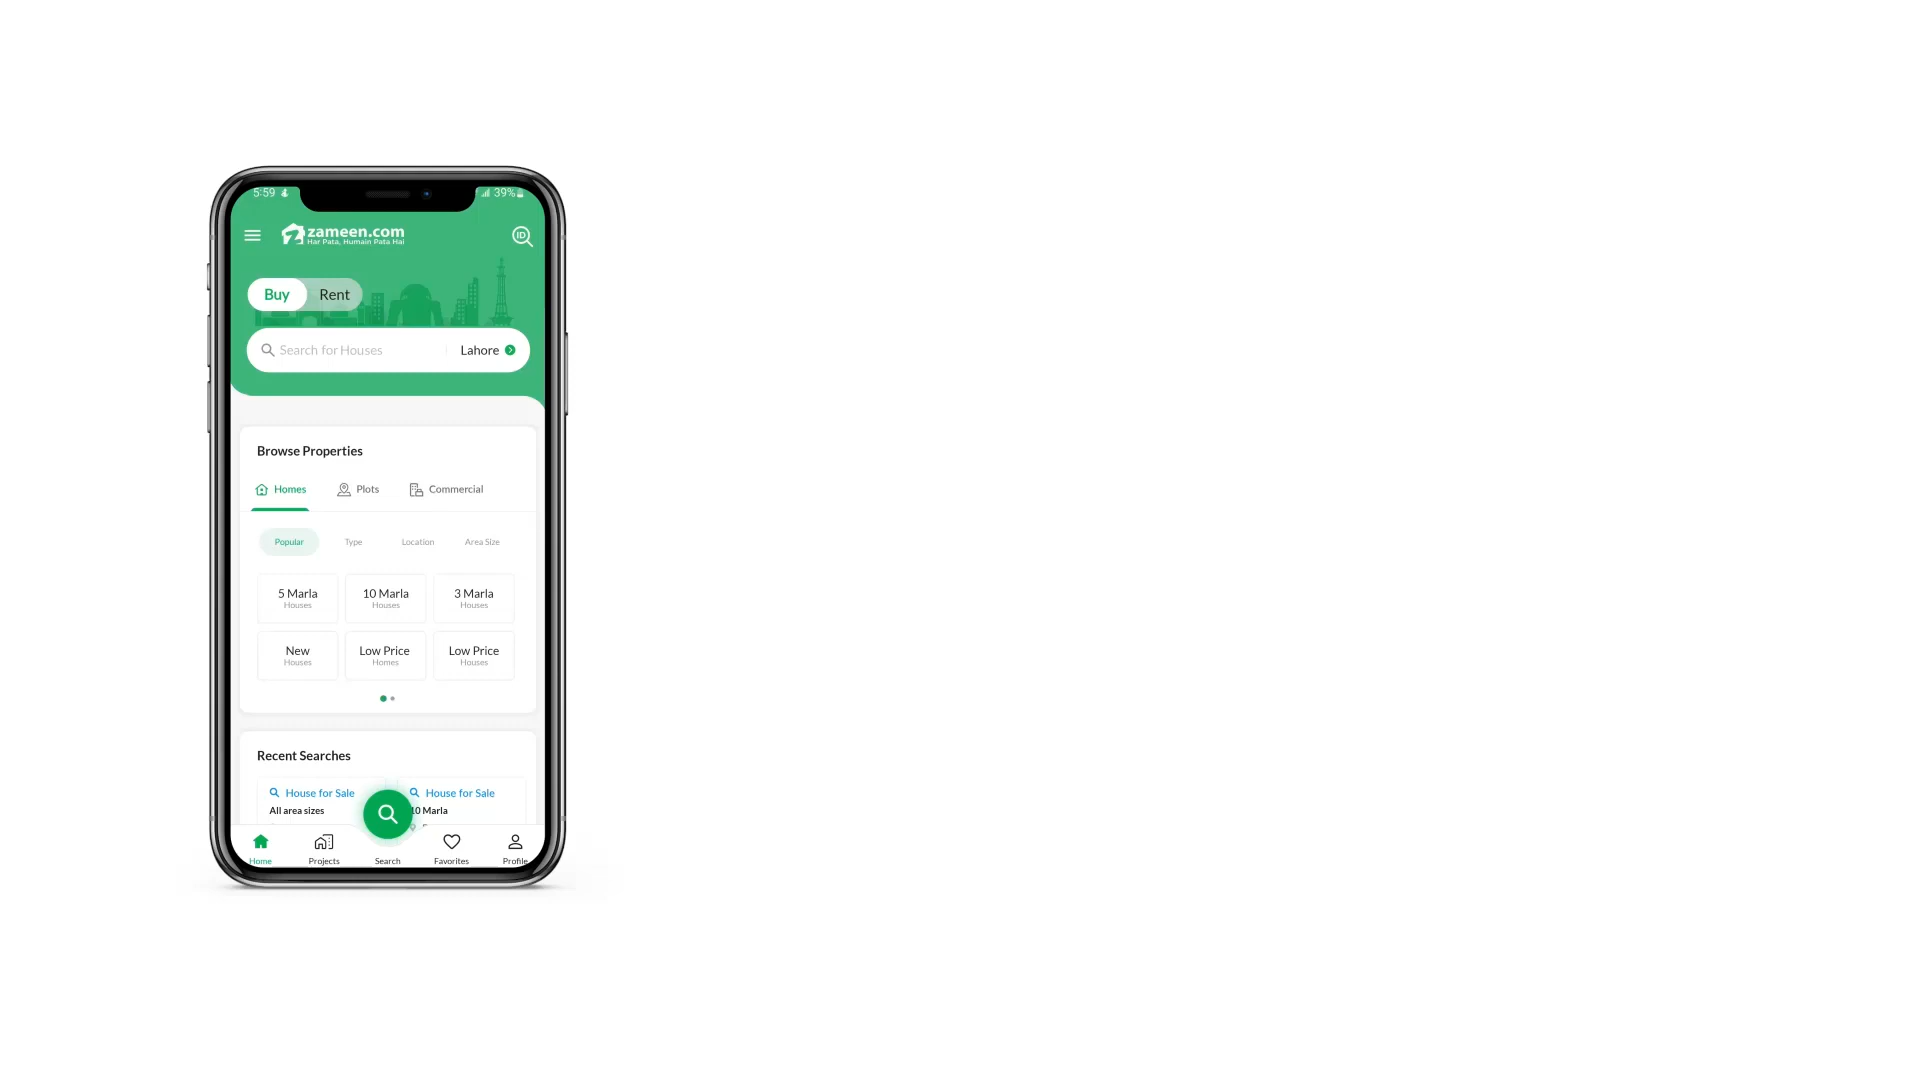 5:59
39%
zameen.com
Har Pata, Humain Pata Hai
ID
Buy
Rent
Search for Houses
Lahore
Browse Properties
Homes
Plots
Commercial
Popular
Type
Location
Area Size
5 Marla
Houses
10 Marla
Houses
3 Marla
Houses
New
Houses
Low Price
Homes
Low Price
Houses
Recent Searches
House for Sale
All area sizes
House for Sale
10 Marla
Home
Projects
Search
Favorites
Profile